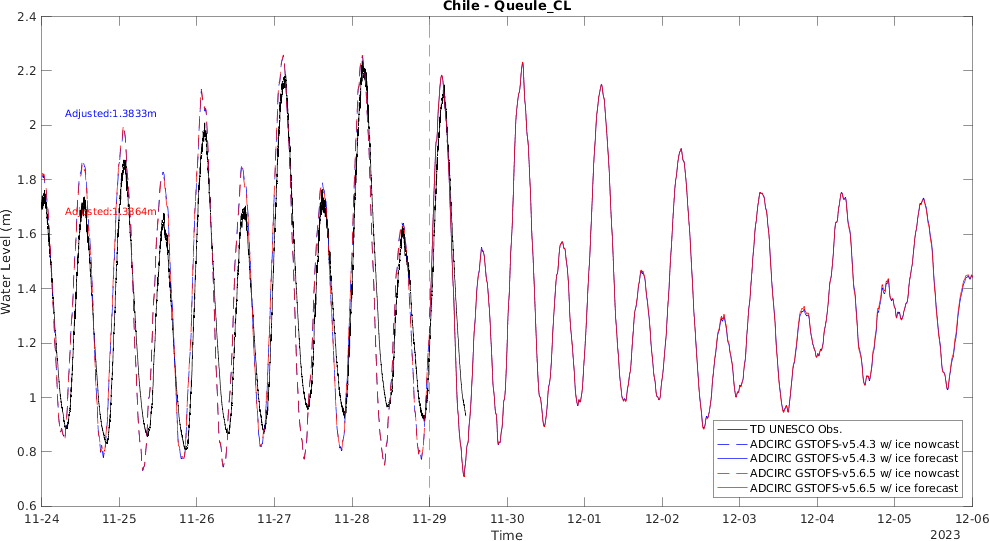 Chile - Queule_CL
2.4
2.2
2
1.8
1.6
1.4
1.2
1
0.8
0.6
Water Level (m)
Adjusted:1.3833m
Adjusted:1.3364m
TD UNESCO Obs.
ADCIRC GSTOFS-v5.4.3 w/ ice nowcast
ADCIRC GSTOFS-v5.4.3 w/ ice forecast
ADCIRC GSTOFS-v5.6.5 w/ ice nowcast
ADCIRC GSTOFS-v5.6.5 w/ ice forecast
11-24 11-25 11-26 11-27 11-28 11-29 11-30 12-01 12-02 12-03 12-04 12-05 12-06
Time
2023